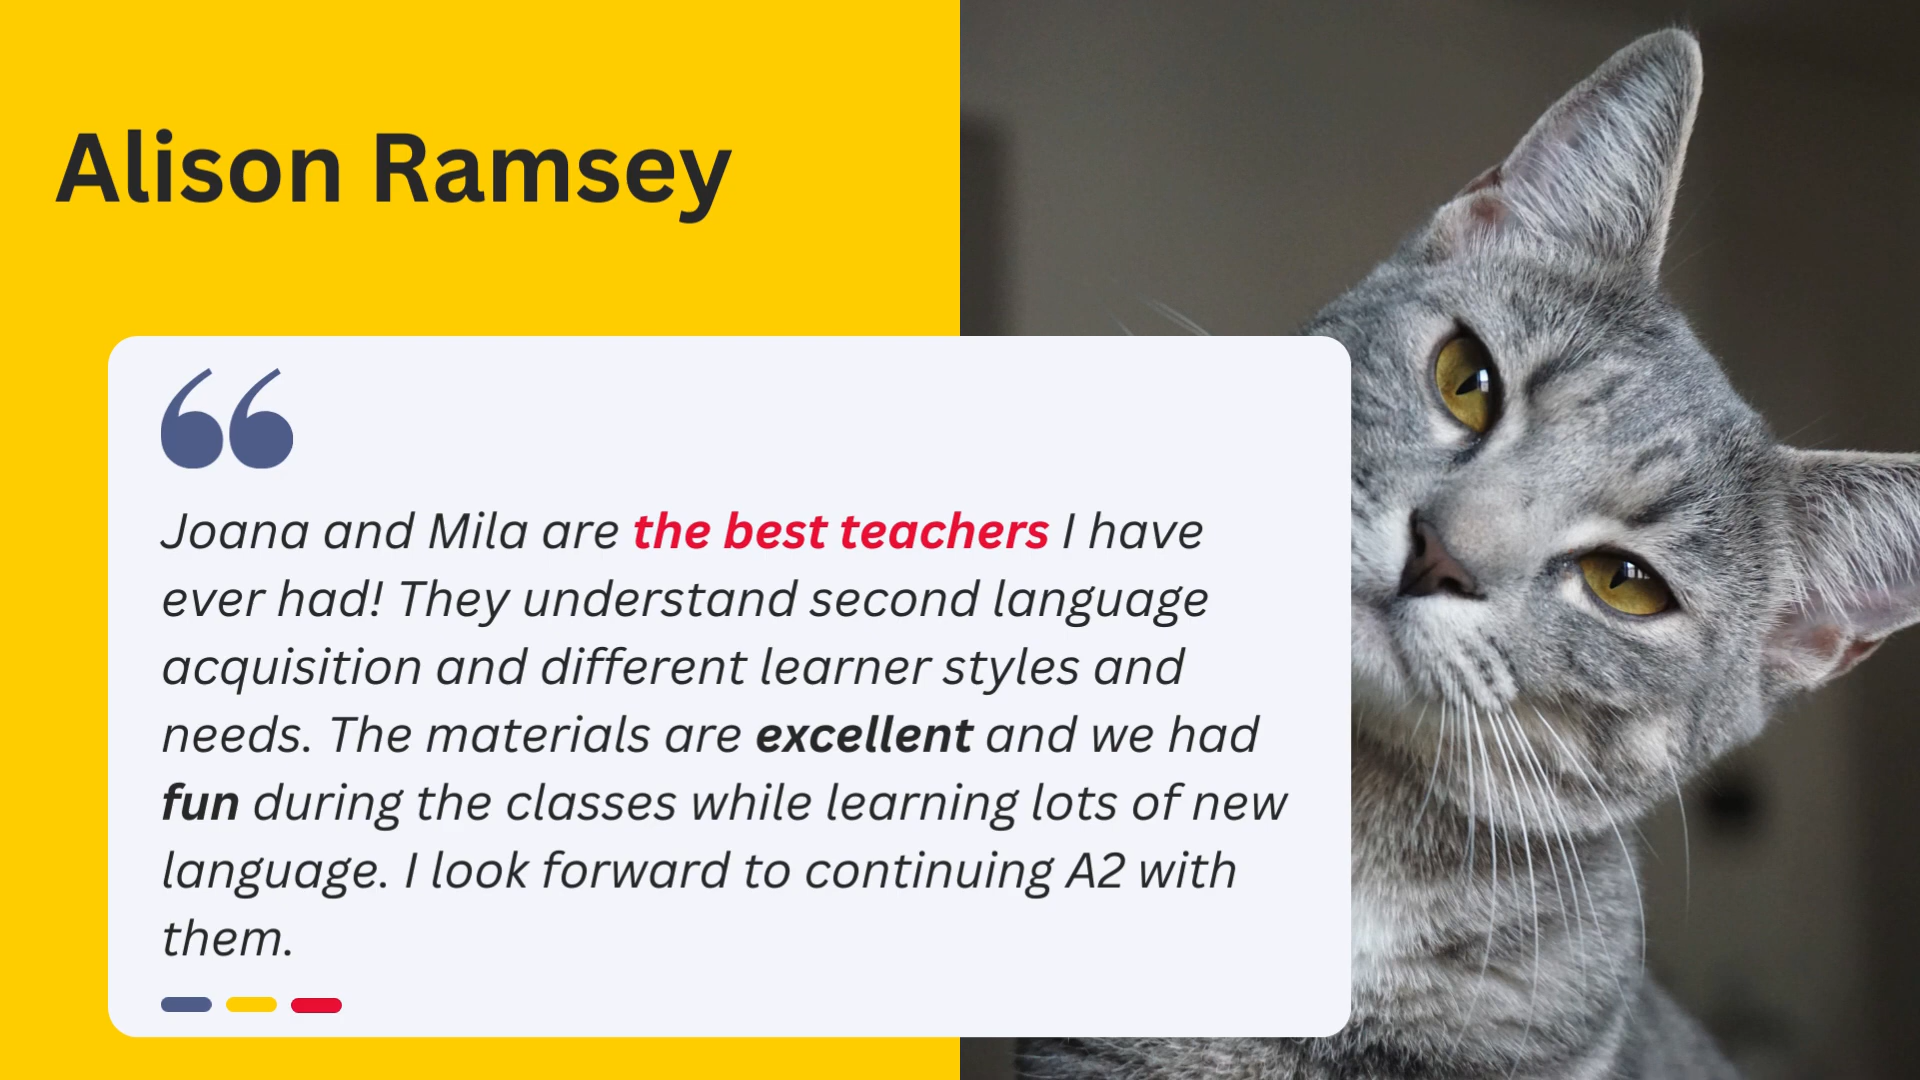 Alison Ramsey
“
Joana and Mila are the best teachers I have
ever had! They understand second language
acquisition and different learner styles and
needs. The materials are excellent and we had
fun during the classes while learning lots of new
language. I look forward to continuing A2 with
them.